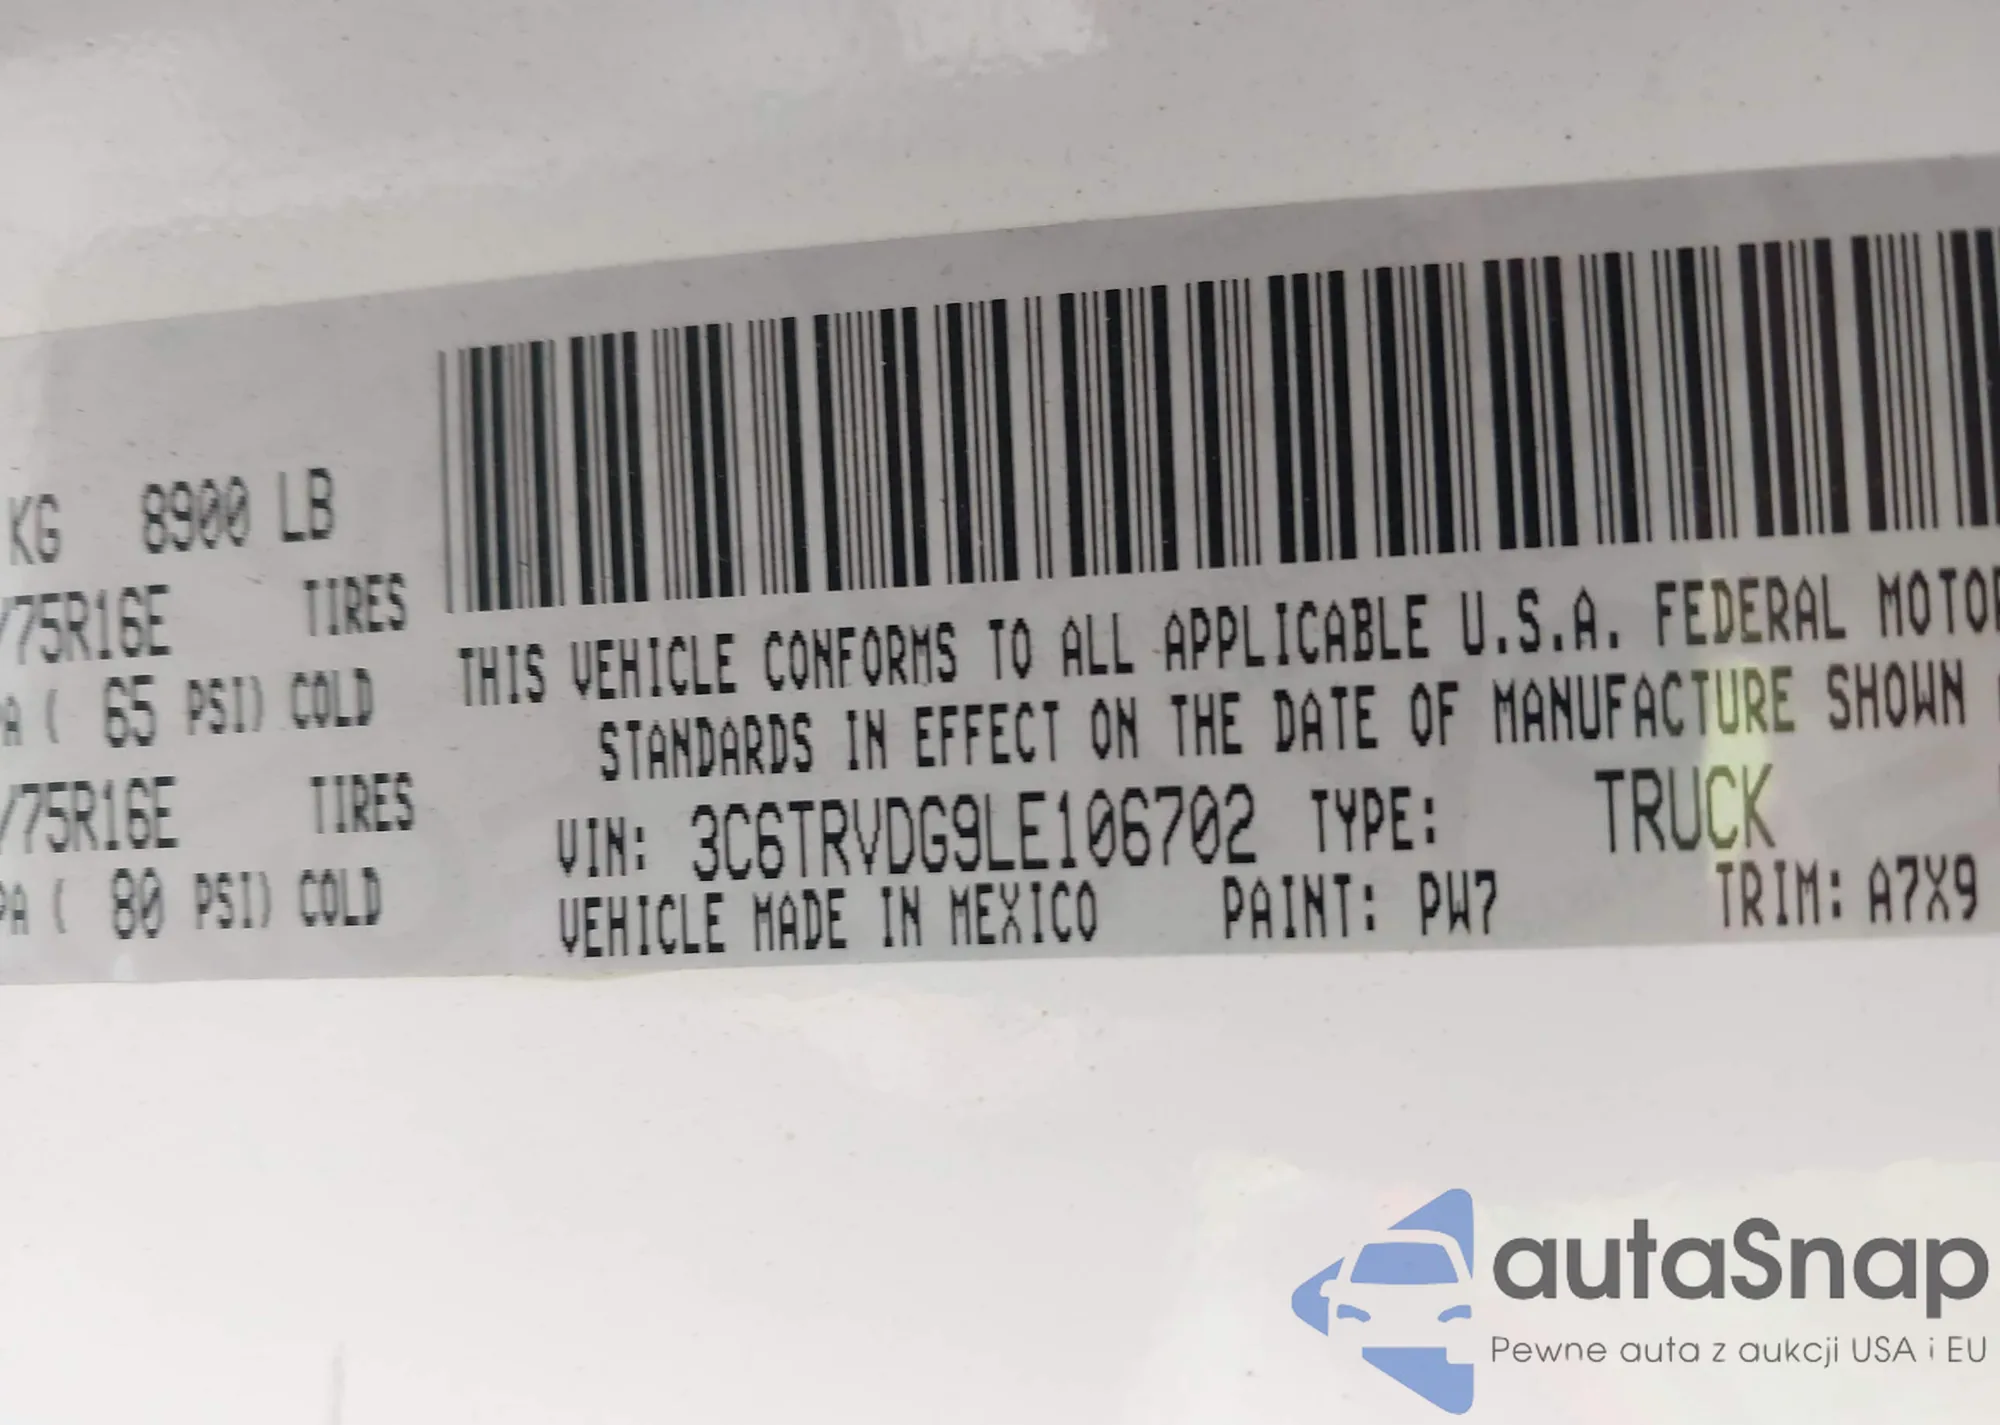 KG 8900 LB
/75R16E TIRES
PA ( 65 PSI) COLD
/75R16E TIRES
PA ( 80 PSI) COLD
THIS VEHICLE CONFORMS TO ALL APPLICABLE U.S.A. FEDERAL MOTOR
STANDARDS IN EFFECT ON THE DATE OF MANUFACTURE SHOWN
VIN: 3C6TRVDG9LE106702 TYPE: TRUCK
VEHICLE MADE IN MEXICO PAINT: PW7 TRIM: A7X9
autaSnap
Pewne auta z aukcji USA i EU